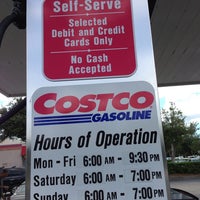 Self-Serve
Selected
Debit and Credit
Cards Only
No Cash
Accepted
COSTCO
GASOLINE
Hours of Operation
Mon - Fri 6:00 AM - 9:30 PM
Saturday 6:00 AM - 7:00 PM
Sunday 6:00 AM - 7:00 PM